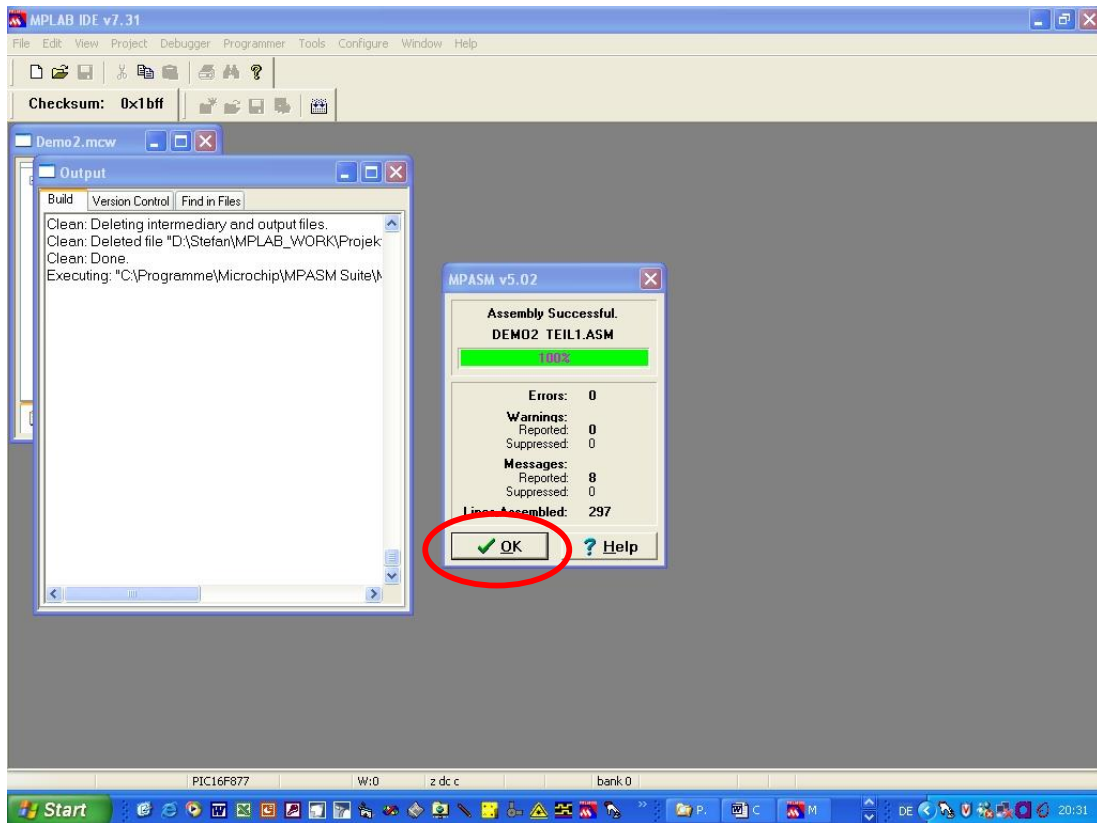 MPLAB IDE v7.31
File Edit View Project Debugger Programmer Tools Configure Window Help
Checksum: 0x1bff
Demo2.mcw
Output
Build Version Control Find in Files
Clean: Deleting intermediary and output files.
Clean: Deleted file "D:\Stefan\MPLAB_WORK\Projek
Clean: Done.
Executing: "C:\Programme\Microchip\MPASM Suite\
MPASM v5.02
Assembly Successful.
DEMO2 TEIL1.ASM
100%
Errors: 0
Warnings:
Reported: 0
Suppressed: 0
Messages:
Reported: 8
Suppressed: 0
Lines Assembled: 297
OK Help
PIC16F877 W:0 z dc c bank 0
Start P. C M DE 20:31